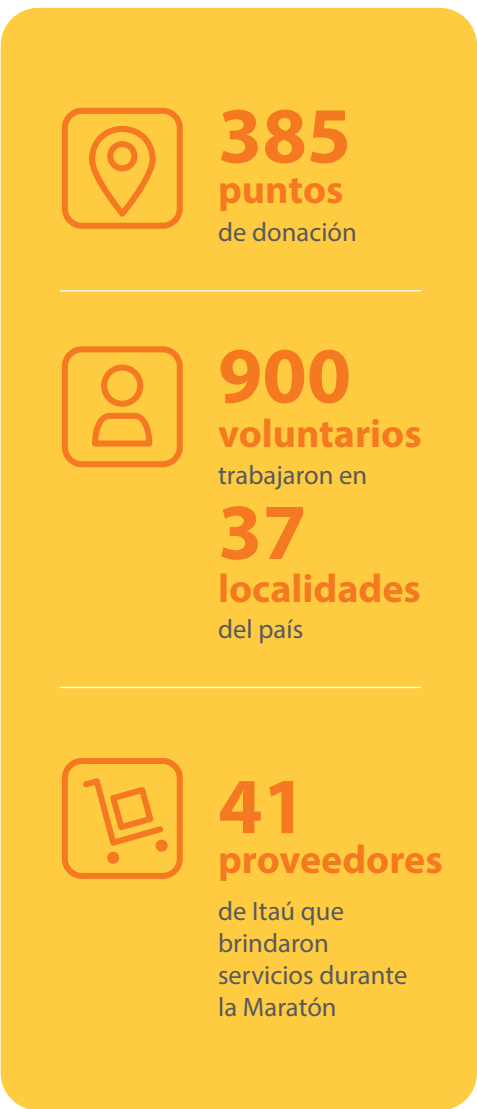 385
puntos
de donación
900
voluntarios
trabajaron en
37
localidades
del país
41
proveedores
de Itaú que
brindaron
servicios durante
la Maratón